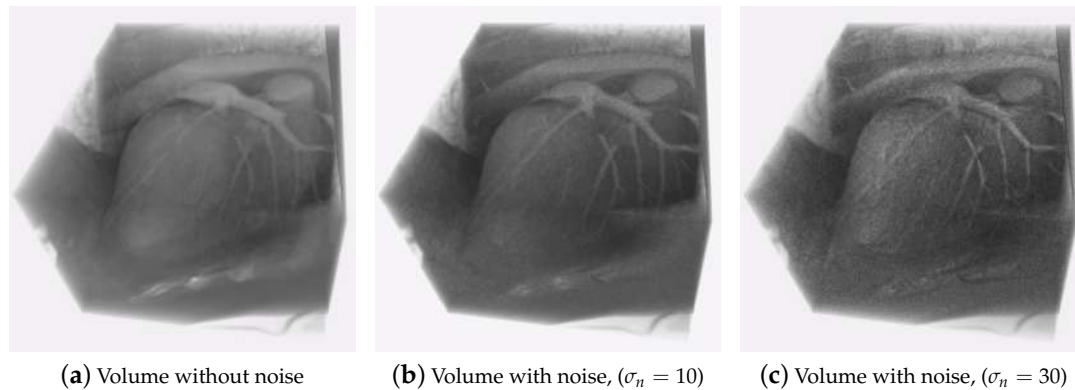 (a) Volume without noise
(b) Volume with noise, (σn = 10)
(c) Volume with noise, (σn = 30)